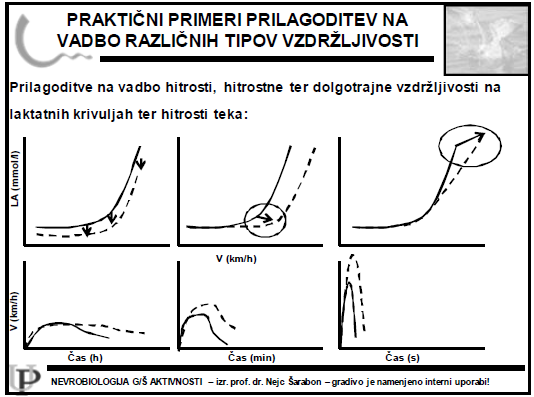 PRAKTIČNI PRIMERI PRILAGODITEV NA
VADBO RAZLIČNIH TIPOV VZDRŽLJIVOSTI
Prilagoditve na vadbo hitrosti, hitrostne ter dolgotrajne vzdržljivosti na
laktatnih krivuljah ter hitrosti teka:
LA (mmol/l)
V (km/h)
V (km/h)
Čas (h)
Čas (min)
Čas (s)
UP
NEVROBIOLOGIJA G/Š AKTIVNOSTI – izr. prof. dr. Nejc Šarabon – gradivo je namenjeno interni uporabi!